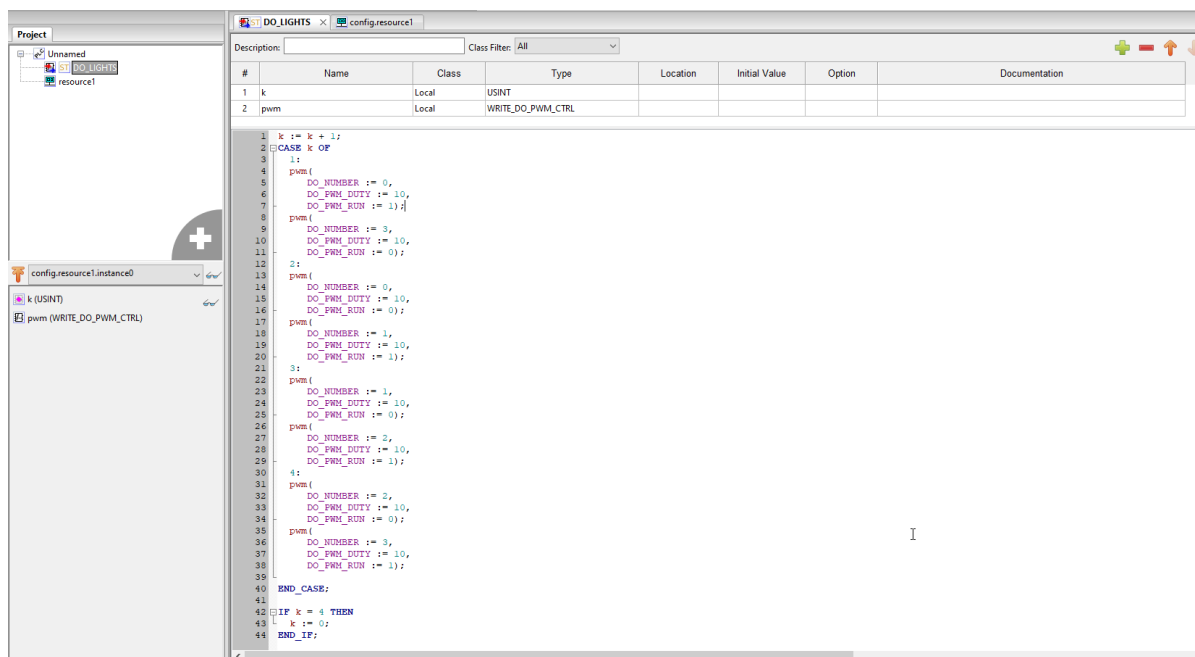 Project
Unnamed
ST DO_LIGHTS
resource1
config.resource1.instance0
k (USINT)
pwm (WRITE_DO_PWM_CTRL)
ST DO_LIGHTS × config.resource1
Description: Class Filter: All
# Name Class Type Location Initial Value Option Documentation
1 k Local USINT
2 pwm Local WRITE_DO_PWM_CTRL
1 k := k + 1;
2 CASE k OF
3 1:
4 pwm(
5 DO_NUMBER := 0,
6 DO_PWM_DUTY := 10,
7 DO_PWM_RUN := 1);
8 pwm(
9 DO_NUMBER := 3,
10 DO_PWM_DUTY := 10,
11 DO_PWM_RUN := 0);
12 2:
13 pwm(
14 DO_NUMBER := 0,
15 DO_PWM_DUTY := 10,
16 DO_PWM_RUN := 0);
17 pwm(
18 DO_NUMBER := 1,
19 DO_PWM_DUTY := 10,
20 DO_PWM_RUN := 1);
21 3:
22 pwm(
23 DO_NUMBER := 1,
24 DO_PWM_DUTY := 10,
25 DO_PWM_RUN := 0);
26 pwm(
27 DO_NUMBER := 2,
28 DO_PWM_DUTY := 10,
29 DO_PWM_RUN := 1);
30 4:
31 pwm(
32 DO_NUMBER := 2,
33 DO_PWM_DUTY := 10,
34 DO_PWM_RUN := 0);
35 pwm(
36 DO_NUMBER := 3,
37 DO_PWM_DUTY := 10,
38 DO_PWM_RUN := 1);
39
40 END_CASE;
41
42 IF k = 4 THEN
43 k := 0;
44 END_IF;